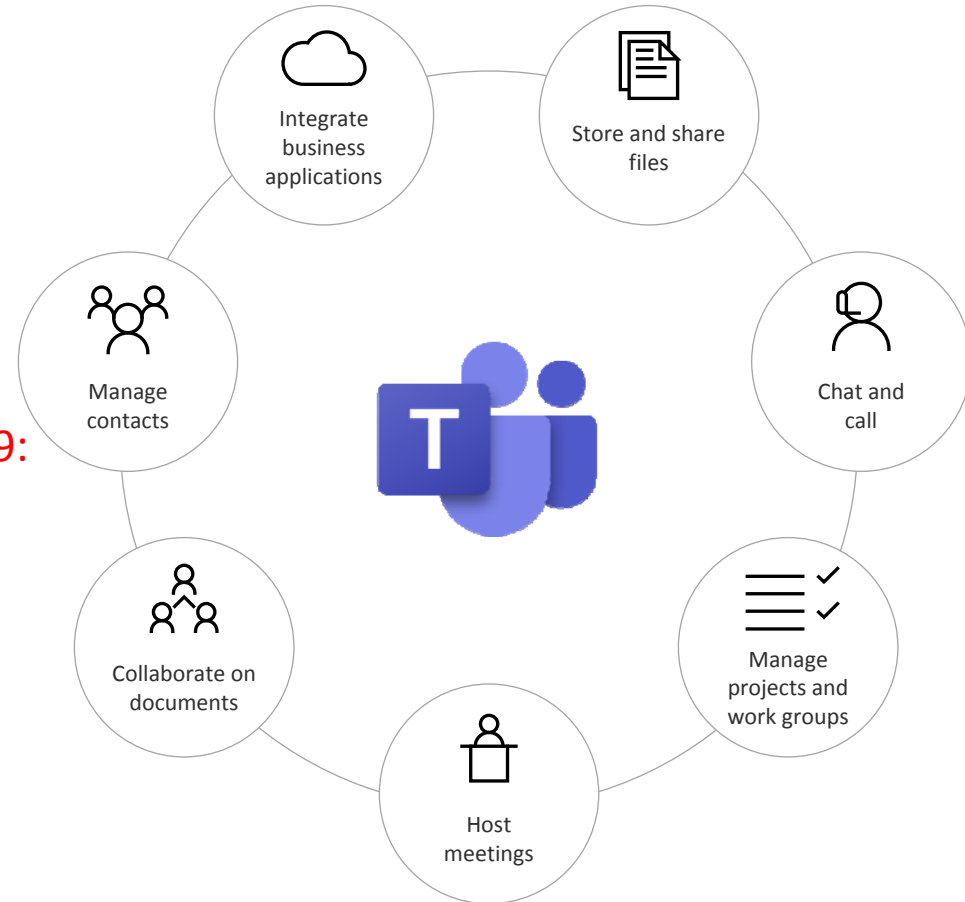 Integrate
business
applications
Store and share
files
Manage
contacts
Chat and
call
9:
T
Collaborate on
documents
Manage
projects and
work groups
Host
meetings